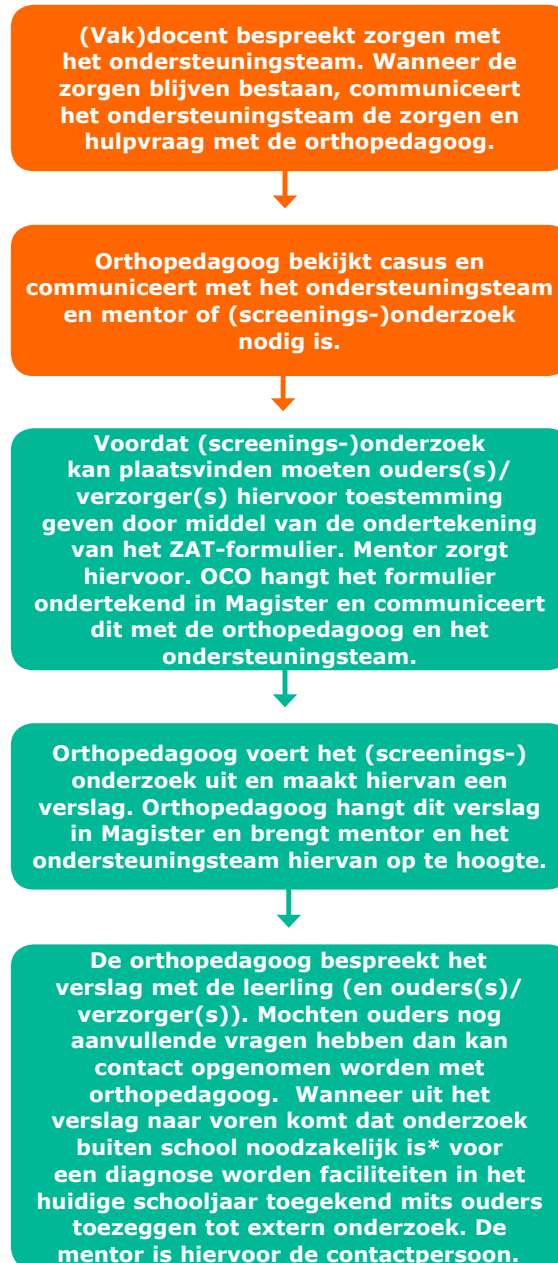 (Vak)docent bespreekt zorgen met
het ondersteuningsteam. Wanneer de
zorgen blijven bestaan, communiceert
het ondersteuningsteam de zorgen en
hulpvraag met de orthopedagoog.
Orthopedagoog bekijkt casus en
communiceert met het ondersteuningsteam
en mentor of (screenings-)onderzoek
nodig is.
Voordat (screenings-)onderzoek
kan plaatsvinden moeten ouders(s)/
verzorger(s) hiervoor toestemming
geven door middel van de ondertekening
van het ZAT-formulier. Mentor zorgt
hiervoor. OCO hangt het formulier
ondertekend in Magister en communiceert
dit met de orthopedagoog en het
ondersteuningsteam.
Orthopedagoog voert het (screenings-)
onderzoek uit en maakt hiervan een
verslag. Orthopedagoog hangt dit verslag
in Magister en brengt mentor en het
ondersteuningsteam hiervan op te hoogte.
De orthopedagoog bespreekt het
verslag met de leerling (en ouders(s)/
verzorger(s)). Mochten ouders nog
aanvullende vragen hebben dan kan
contact opgenomen worden met
orthopedagoog.  Wanneer uit het
verslag naar voren komt dat onderzoek
buiten school noodzakelijk is* voor
een diagnose worden faciliteiten in het
huidige schooljaar toegekend mits ouders
toezeggen tot extern onderzoek. De
mentor is hiervoor de contactpersoon.